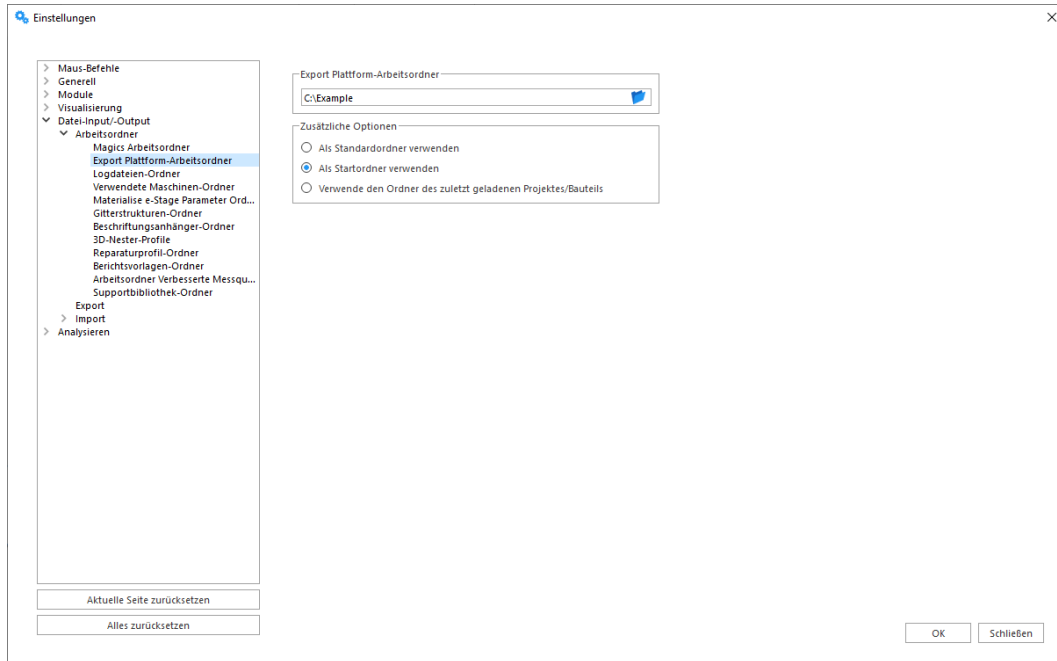 Einstellungen
Maus-Befehle
Generell
Module
Visualisierung
Datei-Input/-Output
Arbeitsordner
Magics Arbeitsordner
Export Plattform-Arbeitsordner
Logdateien-Ordner
Verwendete Maschinen-Ordner
Materialise e-Stage Parameter Ord...
Gitterstrukturen-Ordner
Beschriftungsanhänger-Ordner
3D-Nester-Profile
Reparaturprofil-Ordner
Berichtsvorlagen-Ordner
Arbeitsordner Verbesserte Messqu...
Supportbibliothek-Ordner
Export
Import
Analysieren
Aktuelle Seite zurücksetzen
Alles zurücksetzen
Export Plattform-Arbeitsordner
C:\Example
Zusätzliche Optionen
Als Standardordner verwenden
Als Startordner verwenden
Verwende den Ordner des zuletzt geladenen Projektes/Bauteils
OK
Schließen